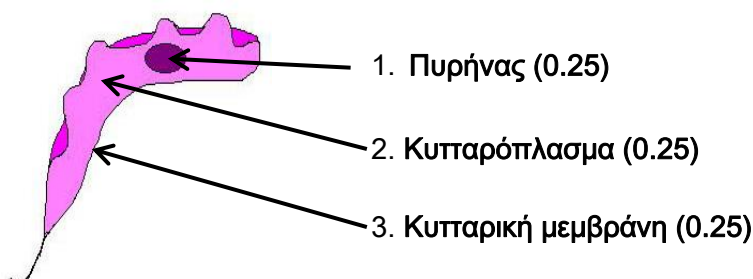 1. Πυρήνας (0.25)
2. Κυτταρόπλασμα (0.25)
3. Κυτταρική μεμβράνη (0.25)